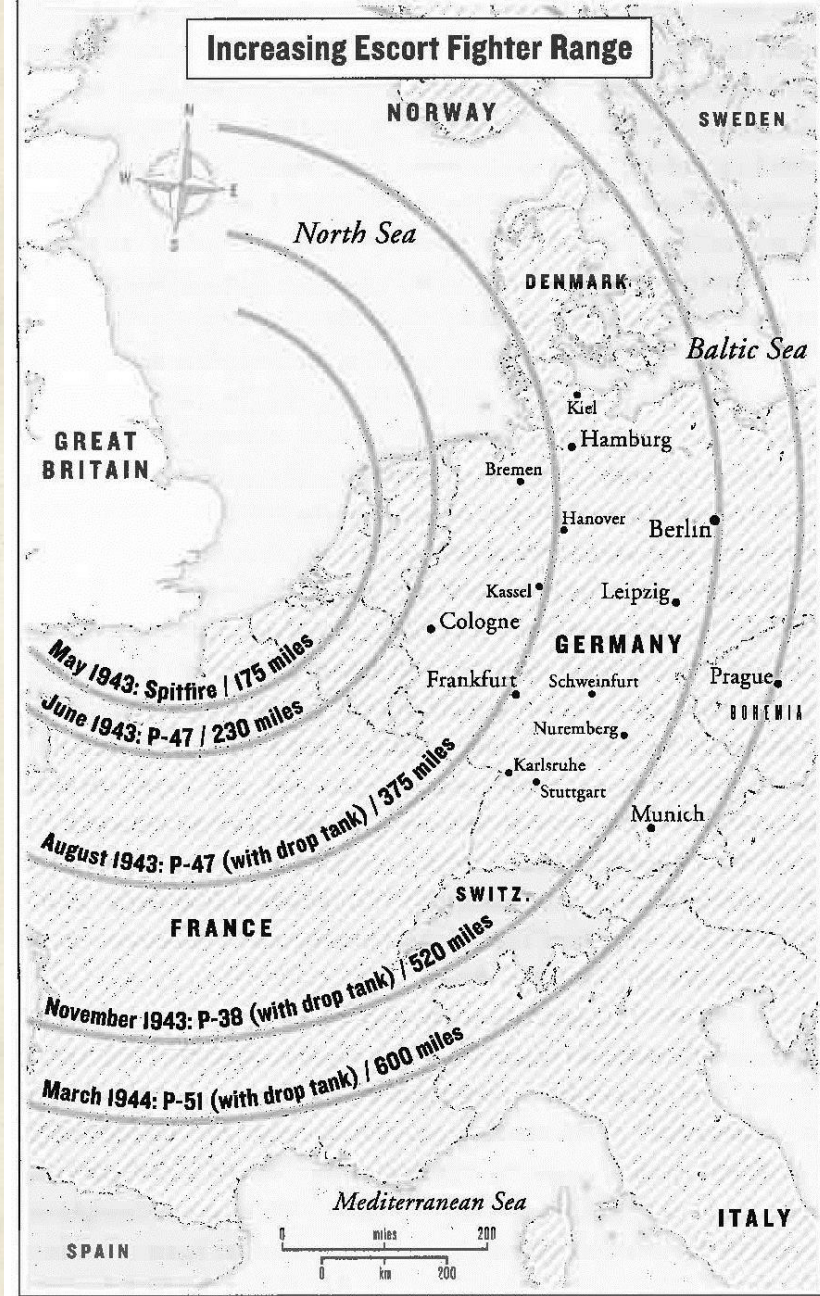 Increasing Escort Fighter Range
NORWAY
SWEDEN
N
W
E
S
North Sea
DENMARK
Baltic Sea
Kiel
GREAT
BRITAIN
Hamburg
Bremen
Hanover
Berlin
Kassel
Leipzig
Cologne
GERMANY
May 1943: Spitfire / 175 miles
Frankfurt
Schweinfurt
Prague
BOHEMIA
June 1943: P-47 / 230 miles
Nuremberg
Karlsruhe
Stuttgart
Munich
August 1943: P-47 (with drop tank) / 375 miles
SWITZ.
FRANCE
November 1943: P-38 (with drop tank) / 520 miles
March 1944: P-51 (with drop tank) / 600 miles
Mediterranean Sea
ITALY
0 miles 200
SPAIN
0 km 200